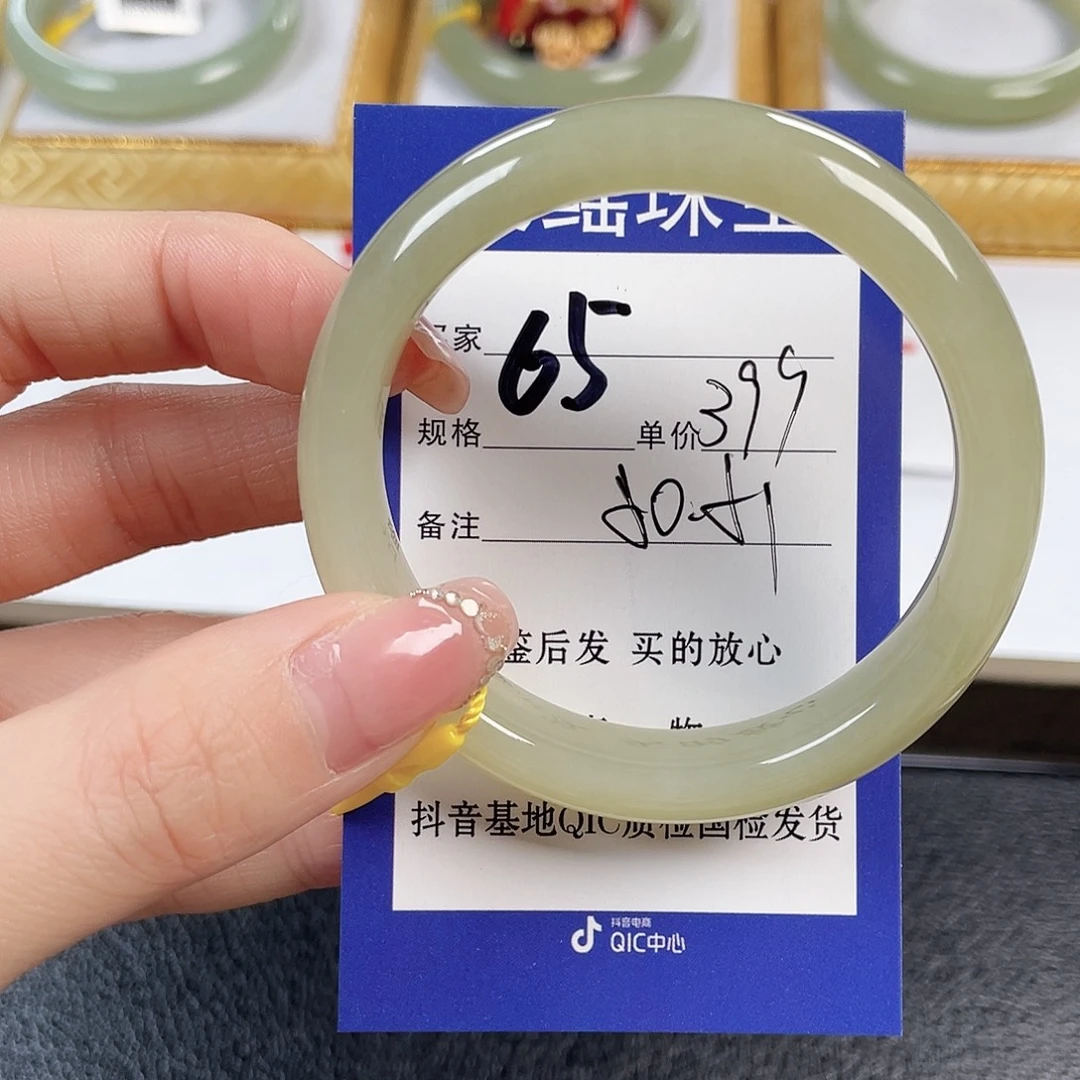 珠
家 65
规格 单价 399
备注
鉴后发 买的放心
物
抖音基地QIC质检国检发货
抖音电商
QIC中心